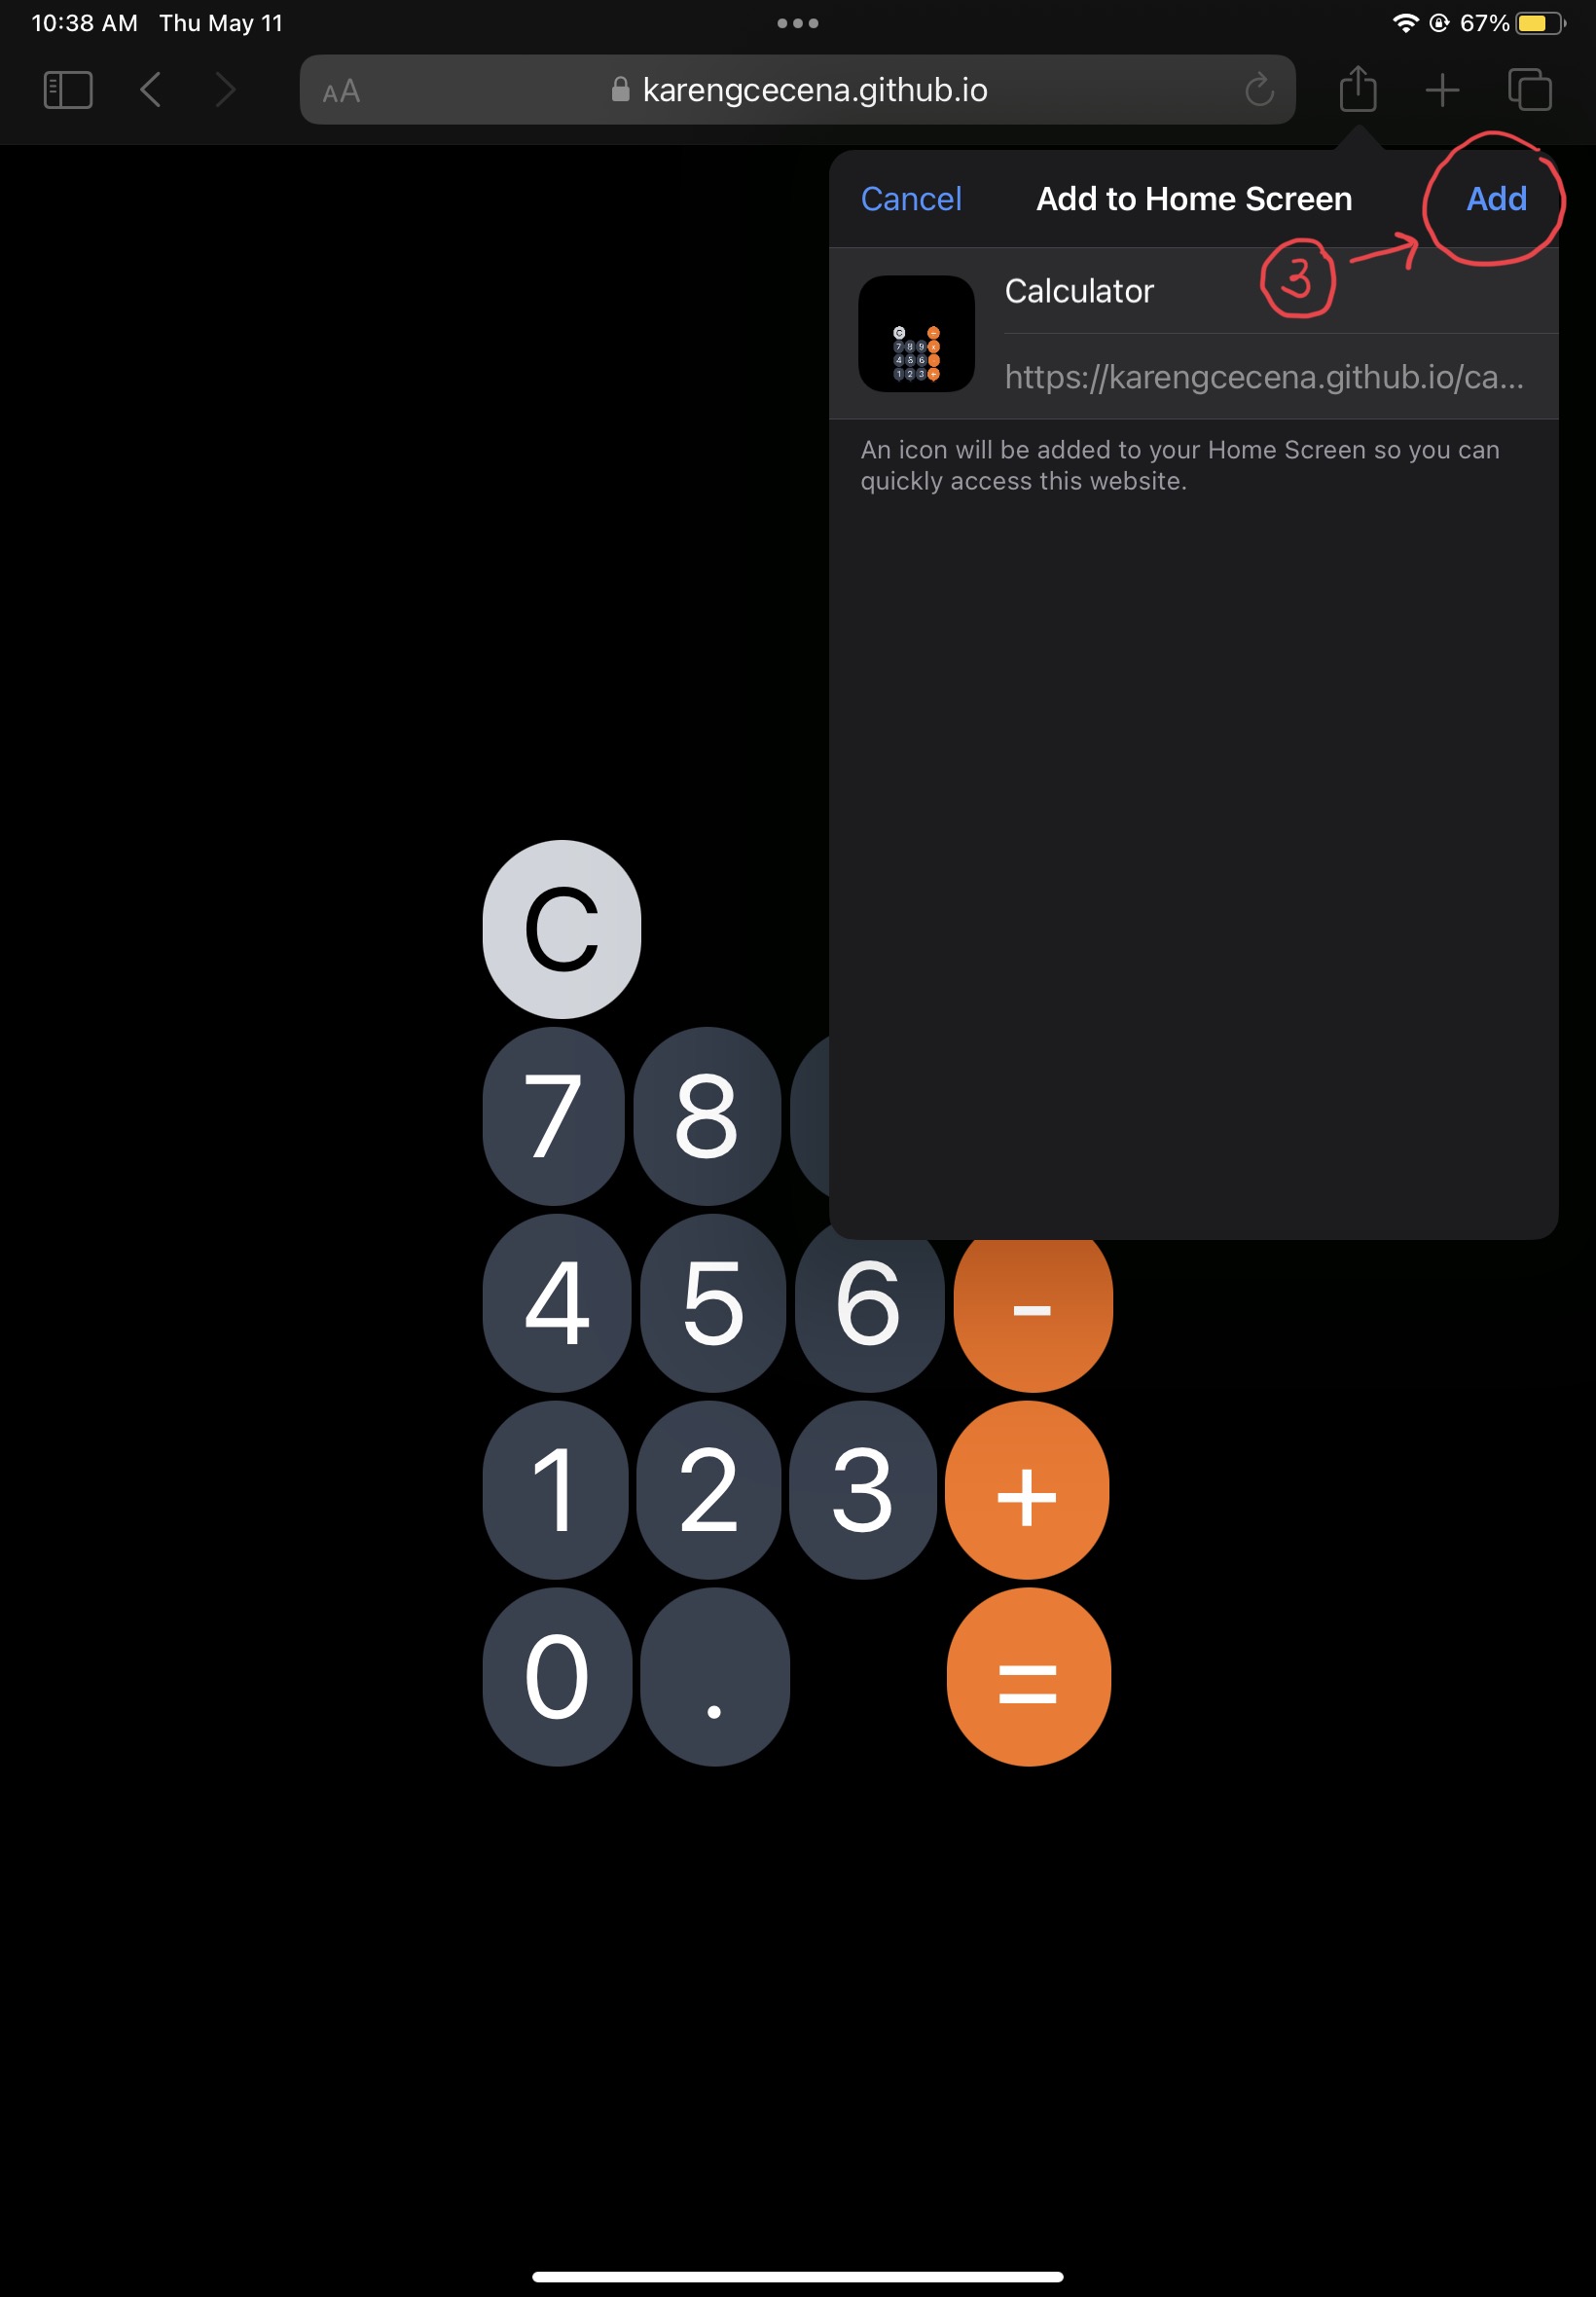 10:38 AM Thu May 11
67%
AA
karengcecena.github.io
Cancel
Add to Home Screen
Add
3
Calculator
https://karengcecena.github.io/ca...
An icon will be added to your Home Screen so you can
quickly access this website.
C
7 8
4 5 6 -
1 2 3 +
0 . =